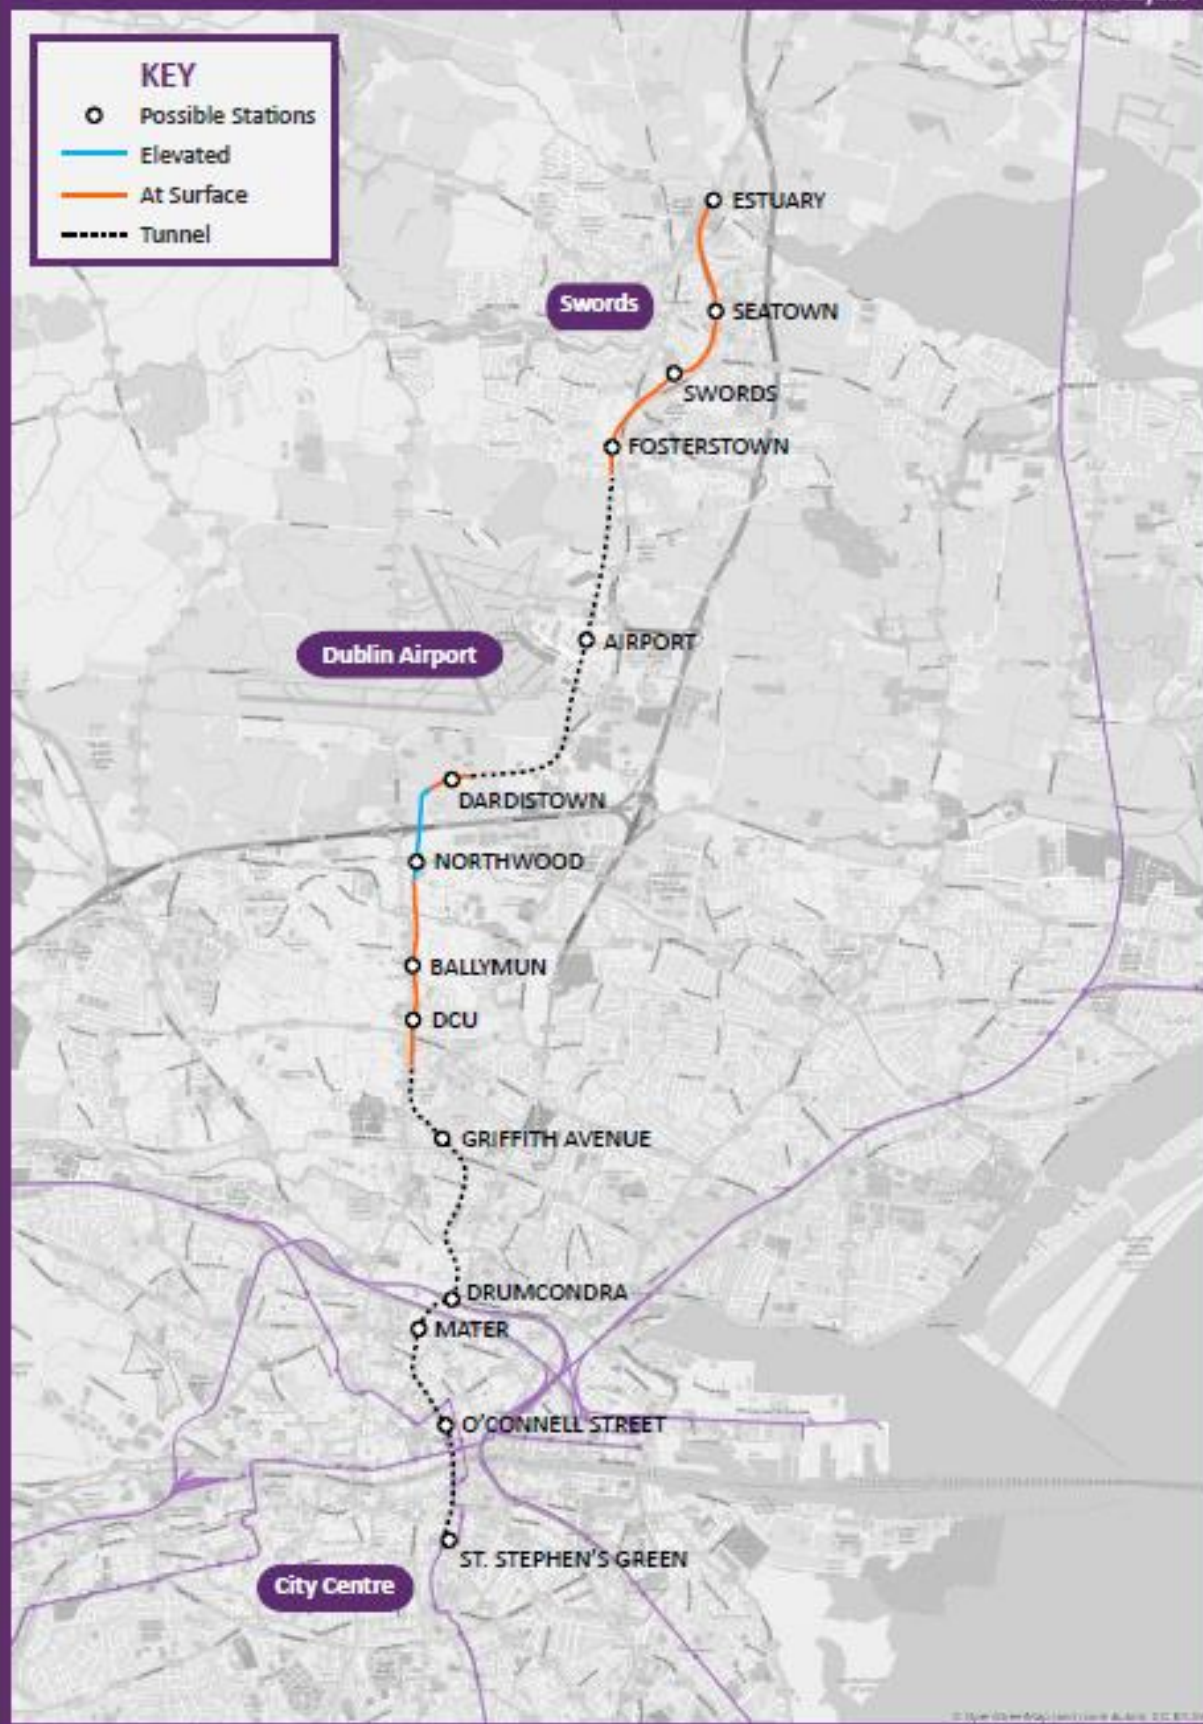 KEY
Possible Stations
Elevated
At Surface
Tunnel
ESTUARY
Swords
SEATOWN
SWORDS
FOSTERSTOWN
AIRPORT
Dublin Airport
DARDISTOWN
NORTHWOOD
BALLYMUN
DCU
GRIFFITH AVENUE
DRUMCONDRA
MATER
O'CONNELL STREET
ST. STEPHEN'S GREEN
City Centre